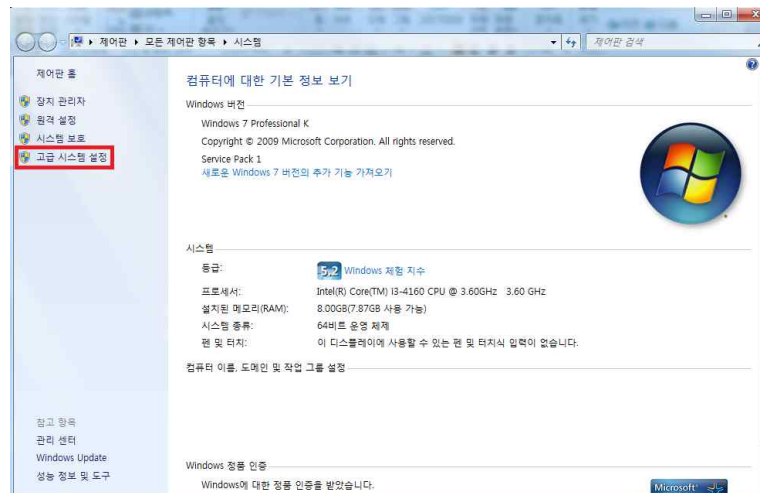 제어판 ▸ 모든 제어판 항목 ▸ 시스템
제어판 검색
제어판 홈
장치 관리자
원격 설정
시스템 보호
고급 시스템 설정
참고 항목
관리 센터
Windows Update
성능 정보 및 도구
컴퓨터에 대한 기본 정보 보기
Windows 버전
Windows 7 Professional K
Copyright © 2009 Microsoft Corporation. All rights reserved.
Service Pack 1
새로운 Windows 7 버전의 추가 기능 가져오기
시스템
등급: 5.2 Windows 체험 지수
프로세서: Intel(R) Core(TM) i3-4160 CPU @ 3.60GHz 3.60 GHz
설치된 메모리(RAM): 8.00GB(7.87GB 사용 가능)
시스템 종류: 64비트 운영 체제
펜 및 터치: 이 디스플레이에 사용할 수 있는 펜 및 터치식 입력이 없습니다.
컴퓨터 이름, 도메인 및 작업 그룹 설정
Windows 정품 인증
Windows에 대한 정품 인증을 받았습니다.
Microsoft